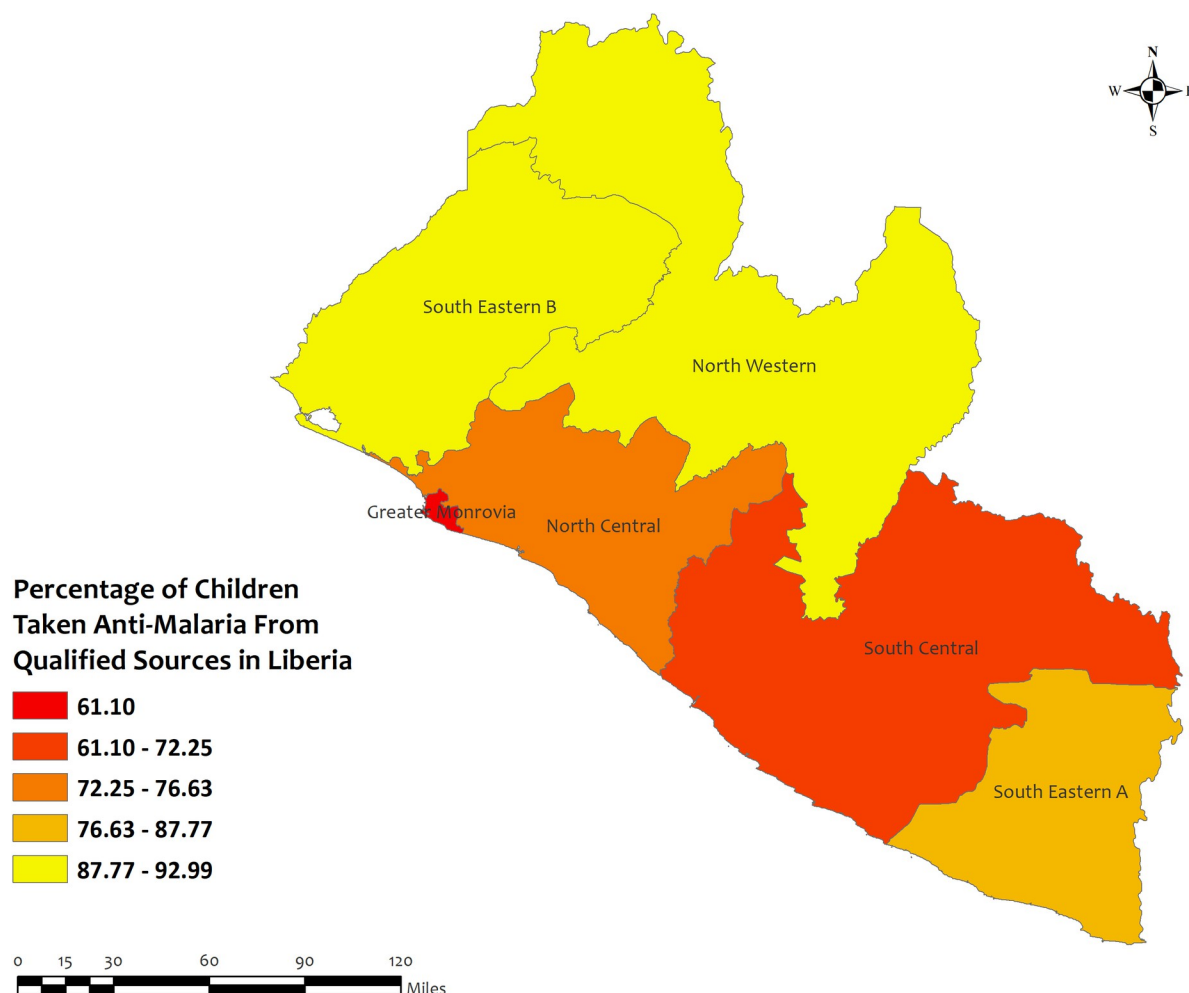 N
W E
S
South Eastern B
North Western
Greater Monrovia
North Central
South Central
South Eastern A
Percentage of Children
Taken Anti-Malaria From
Qualified Sources in Liberia
61.10
61.10 - 72.25
72.25 - 76.63
76.63 - 87.77
87.77 - 92.99
0 15 30 60 90 120
Miles